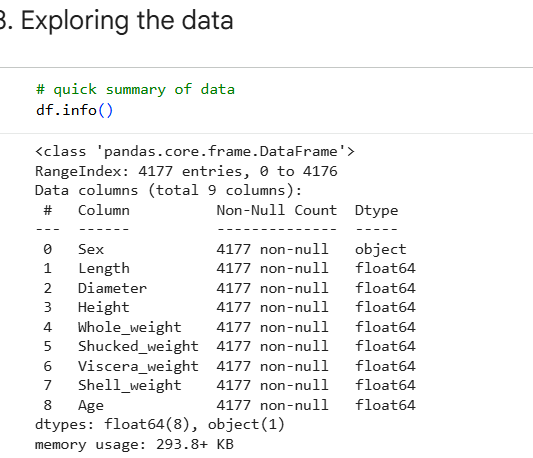 3. Exploring the data
# quick summary of data
df.info()
<class 'pandas.core.frame.DataFrame'>
RangeIndex: 4177 entries, 0 to 4176
Data columns (total 9 columns):
 #   Column          Non-Null Count  Dtype
---  ------          --------------  -----
 0   Sex             4177 non-null   object
 1   Length          4177 non-null   float64
 2   Diameter        4177 non-null   float64
 3   Height          4177 non-null   float64
 4   Whole_weight    4177 non-null   float64
 5   Shucked_weight  4177 non-null   float64
 6   Viscera_weight  4177 non-null   float64
 7   Shell_weight    4177 non-null   float64
 8   Age             4177 non-null   float64
dtypes: float64(8), object(1)
memory usage: 293.8+ KB